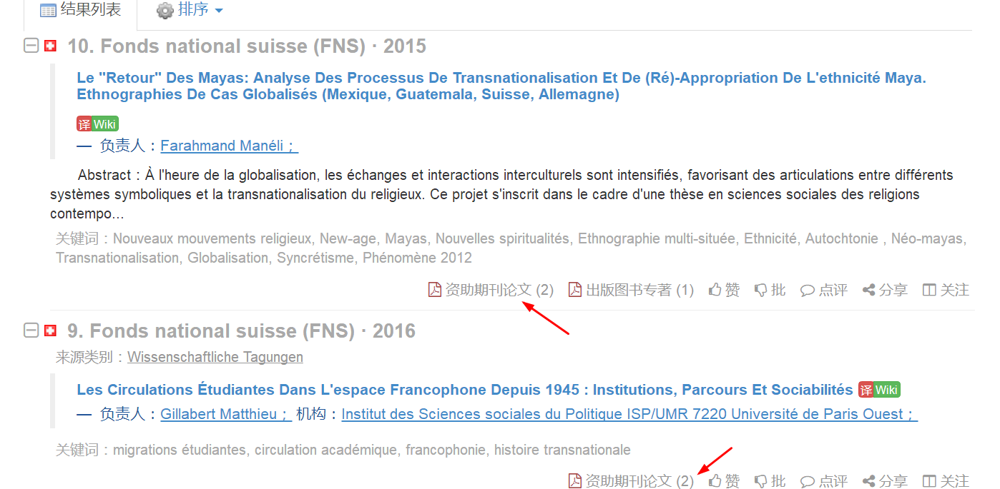 结果列表 排序
10. Fonds national suisse (FNS) · 2015
Le "Retour" Des Mayas: Analyse Des Processus De Transnationalisation Et De (Ré)-Appropriation De L'ethnicité Maya.
Ethnographies De Cas Globalisés (Mexique, Guatemala, Suisse, Allemagne)
译 Wiki
— 负责人：Farahmand Manéli；
Abstract：À l'heure de la globalisation, les échanges et interactions interculturels sont intensifiés, favorisant des articulations entre différents
systèmes symboliques et la transnationalisation du religieux. Ce projet s'inscrit dans le cadre d'une thèse en sciences sociales des religions
contempo…
关键词：Nouveaux mouvements religieux, New-age, Mayas, Nouvelles spiritualités, Ethnographie multi-située, Ethnicité, Autochtonie , Néo-mayas,
Transnationalisation, Globalisation, Syncrétisme, Phénomène 2012
资助期刊论文 (2) 出版图书专著 (1) 赞 批 点评 分享 关注
9. Fonds national suisse (FNS) · 2016
来源类别：Wissenschaftliche Tagungen
Les Circulations Étudiantes Dans L'espace Francophone Depuis 1945 : Institutions, Parcours Et Sociabilités 译 Wiki
— 负责人：Gillabert Matthieu； 机构：Institut des Sciences sociales du Politique ISP/UMR 7220 Université de Paris Ouest；
关键词：migrations étudiantes, circulation académique, francophonie, histoire transnationale
资助期刊论文 (2) 赞 批 点评 分享 关注